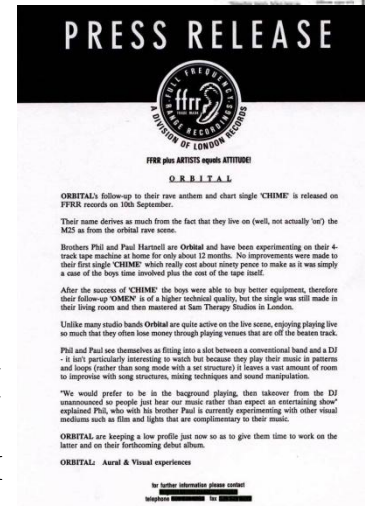 PRESS RELEASE
FULL FREQUENCY
RANGE RECORDINGS
ffrr
TRADE MARK
A DIVISION OF LONDON RECORDS
FFRR plus ARTISTS equals ATTITUDE!
ORBITAL
ORBITAL's follow-up to their rave anthem and chart single 'CHIME' is released on
FFRR records on 10th September.
Their name derives as much from the fact that they live on (well, not actually 'on') the
M25 as from the orbital rave scene.
Brothers Phil and Paul Hartnell are Orbital and have been experimenting on their 4-
track tape machine at home for only about 12 months. No improvements were made to
their first single 'CHIME' which really cost about ninety pence to make as it was simply
a case of the boys time involved plus the cost of the tape itself.
After the success of 'CHIME' the boys were able to buy better equipment, therefore
their follow-up 'OMEN' is of a higher technical quality, but the single was still made in
their living room and then mastered at Sam Therapy Studios in London.
Unlike many studio bands Orbital are quite active on the live scene, enjoying playing live
so much that they often lose money through playing venues that are off the beaten track.
Phil and Paul see themselves as fitting into a slot between a conventional band and a DJ
- it isn't particularly interesting to watch but because they play their music in patterns
and loops (rather than song mode with a set structure) it leaves a vast amount of room
to improvise with song structures, mixing techniques and sound manipulation.
"We would prefer to be in the bacground playing, then takeover from the DJ
unannounced so people just hear our music rather than expect an entertaining show"
explained Phil, who with his brother Paul is currently experimenting with other visual
mediums such as film and lights that are complimentary to their music.
ORBITAL are keeping a low profile just now so as to give them time to work on the
latter and on their forthcoming debut album.
ORBITAL: Aural & Visual experiences
for further information please contact
telephone fax